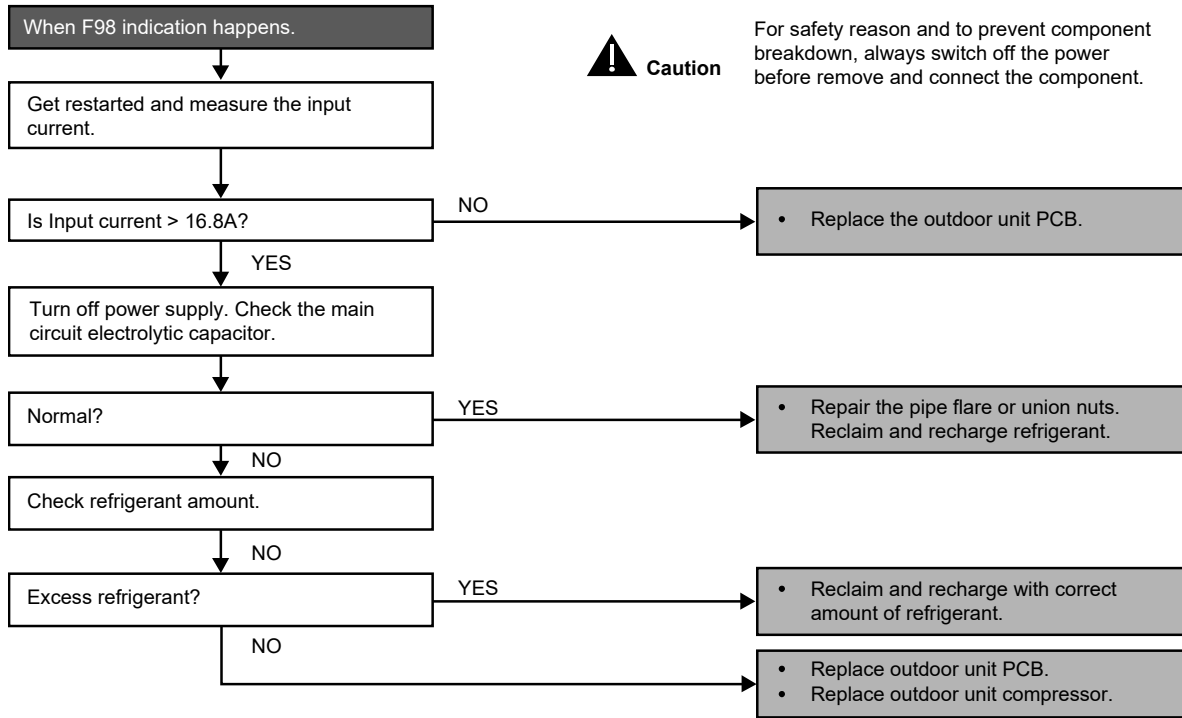 When F98 indication happens.
For safety reason and to prevent component
breakdown, always switch off the power
before remove and connect the component.
Caution
Get restarted and measure the input
current.
Is Input current > 16.8A?
NO
• Replace the outdoor unit PCB.
YES
Turn off power supply. Check the main
circuit electrolytic capacitor.
Normal?
YES
• Repair the pipe flare or union nuts.
Reclaim and recharge refrigerant.
NO
Check refrigerant amount.
NO
Excess refrigerant?
YES
• Reclaim and recharge with correct
amount of refrigerant.
NO
• Replace outdoor unit PCB.
• Replace outdoor unit compressor.